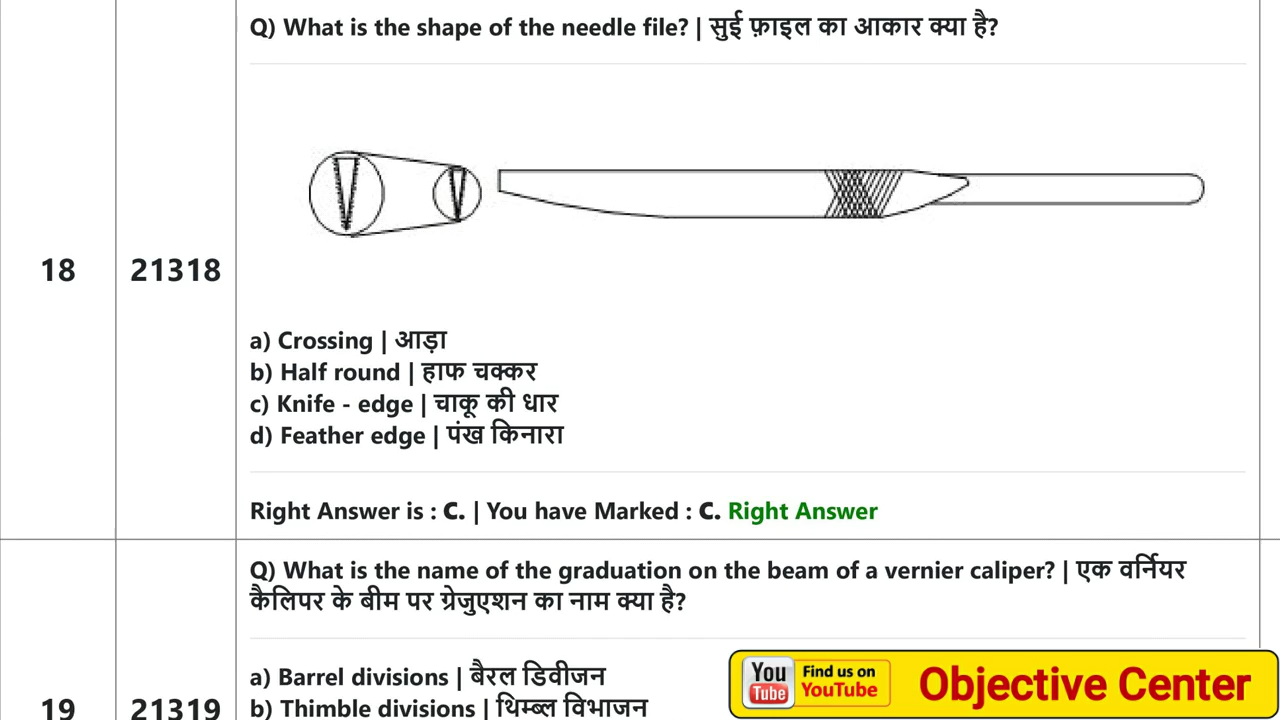 Q) What is the shape of the needle file? | सुई फ़ाइल का आकार क्या है?
18
21318
a) Crossing | आड़ा
b) Half round | हाफ चक्कर
c) Knife - edge | चाकू की धार
d) Feather edge | पंख किनारा
Right Answer is : C. | You have Marked : C. Right Answer
Q) What is the name of the graduation on the beam of a vernier caliper? | एक वर्नियर
कैलिपर के बीम पर ग्रेजुएशन का नाम क्या है?
a) Barrel divisions | बैरल डिवीजन
19
21319
b) Thimble divisions | थिम्ब्ल विभाजन
You
Tube
Find us on
YouTube
Objective Center